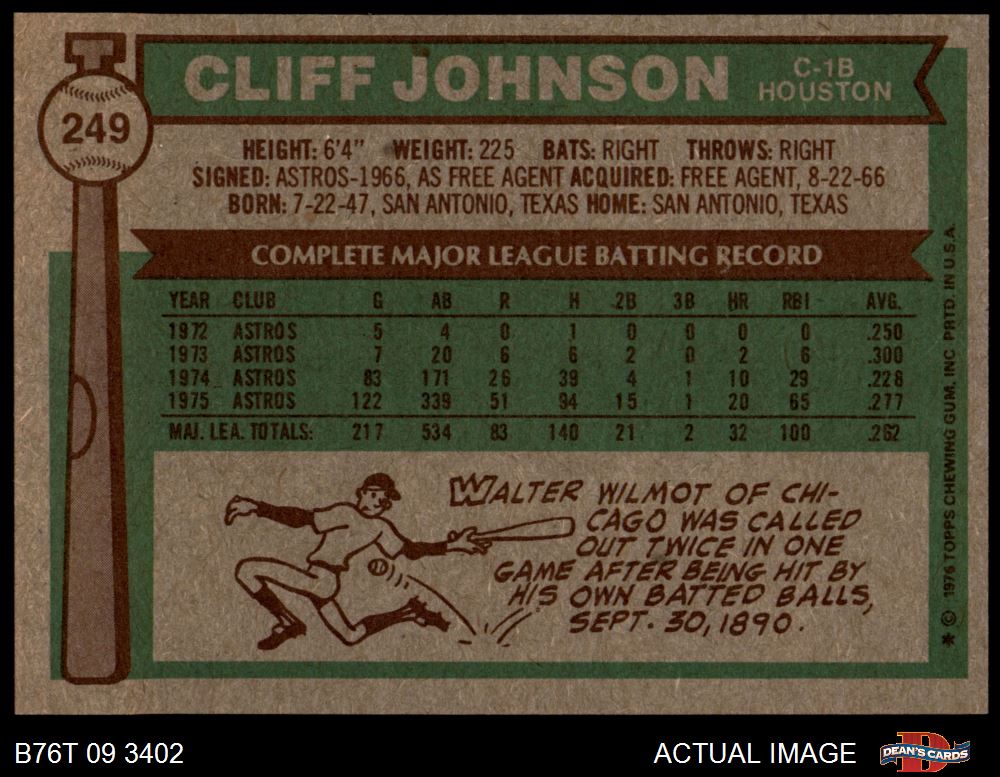 249
CLIFF JOHNSON
C-1B
HOUSTON
HEIGHT: 6'4" WEIGHT: 225 BATS: RIGHT THROWS: RIGHT
SIGNED: ASTROS-1966, AS FREE AGENT ACQUIRED: FREE AGENT, 8-22-66
BORN: 7-22-47, SAN ANTONIO, TEXAS HOME: SAN ANTONIO, TEXAS
COMPLETE MAJOR LEAGUE BATTING RECORD
YEAR CLUB G AB R H 2B 3B HR RBI AVG.
1972 ASTROS 5 4 0 1 0 0 0 0 .250
1973 ASTROS 7 20 6 6 2 0 2 6 .300
1974 ASTROS 83 171 26 39 4 1 10 29 .228
1975 ASTROS 122 339 51 94 15 1 20 65 .277
MAJ. LEA. TOTALS: 217 534 83 140 21 2 32 100 .262
WALTER WILMOT OF CHI-
CAGO WAS CALLED
OUT TWICE IN ONE
GAME AFTER BEING HIT BY
HIS OWN BATTED BALLS,
SEPT. 30, 1890.
* © 1976 TOPPS CHEWING GUM, INC PRTD. IN U.S.A.
B76T 09 3402
ACTUAL IMAGE
DEAN'S CARDS